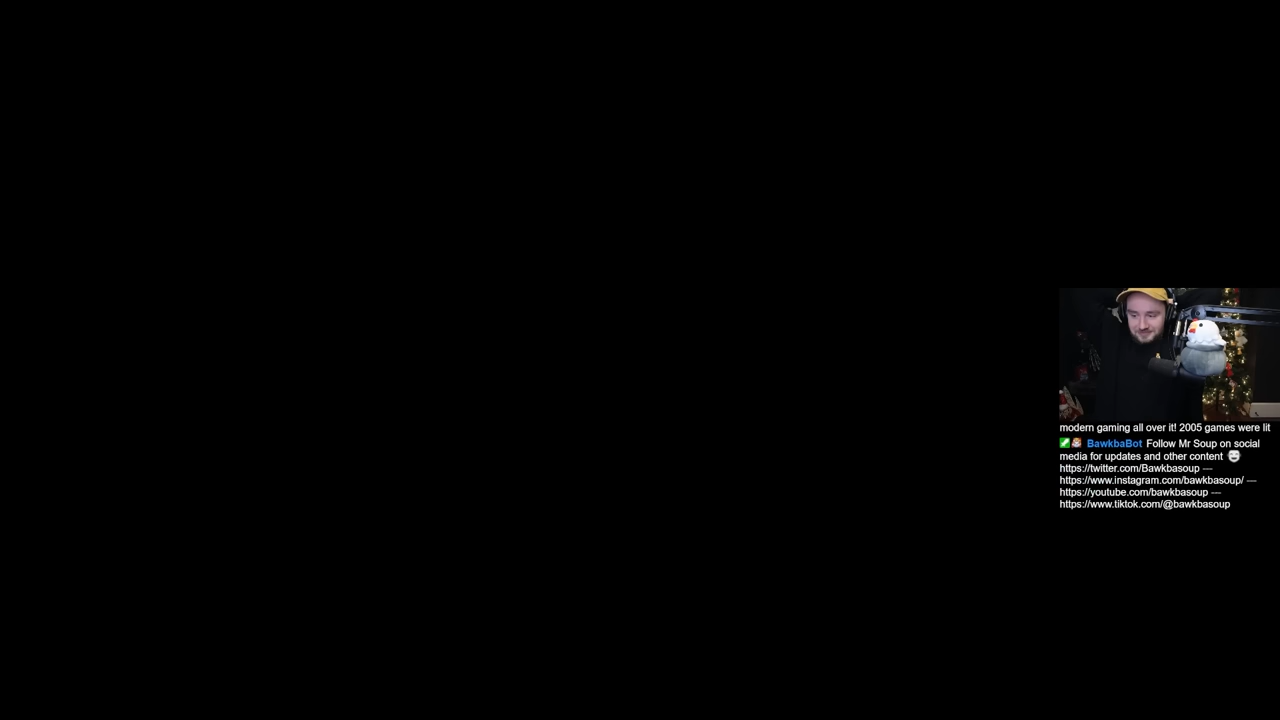 modern gaming all over it! 2005 games were lit
BawkbaBot Follow Mr Soup on social
media for updates and other content
https://twitter.com/Bawkbasoup —
https://www.instagram.com/bawkbasoup/ —
https://youtube.com/bawkbasoup —
https://www.tiktok.com/@bawkbasoup